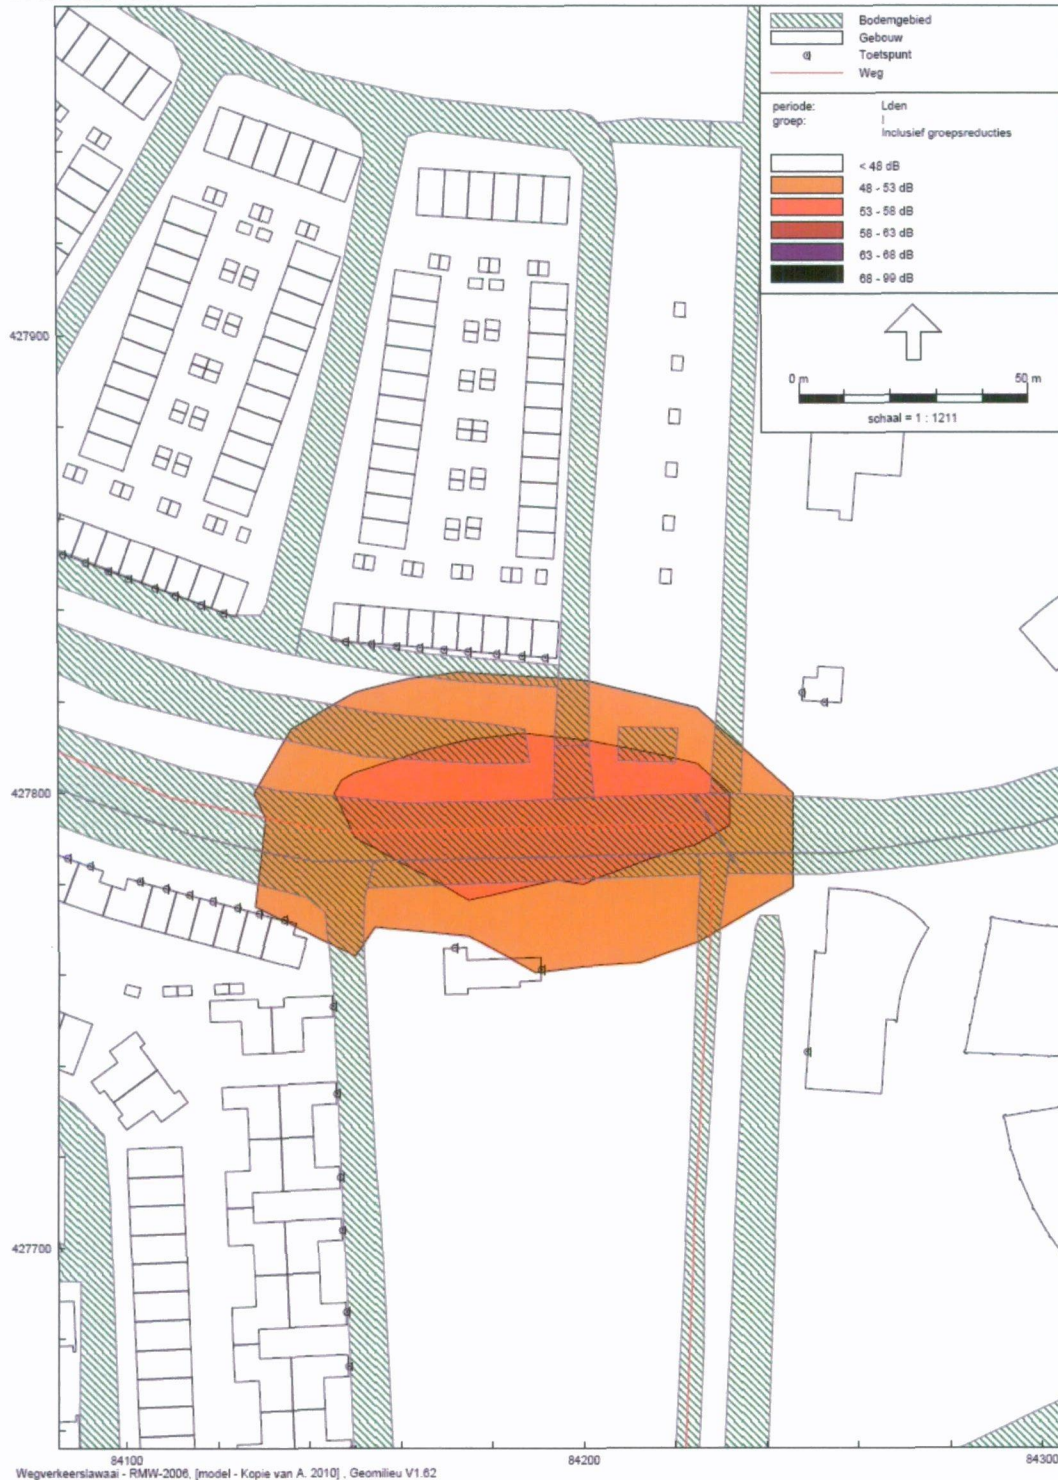 Bodemgebied
Gebouw
Toetspunt
Weg
periode: Lden
groep: I
Inclusief groepsreducties
< 48 dB
48 - 53 dB
53 - 58 dB
58 - 63 dB
63 - 68 dB
68 - 99 dB
0 m 50 m
schaal = 1 : 1211
427900
427800
427700
84100 84200 84300
Wegverkeerslawaai - RMW-2006, [model - Kopie van A. 2010] , Geomilieu V1.62